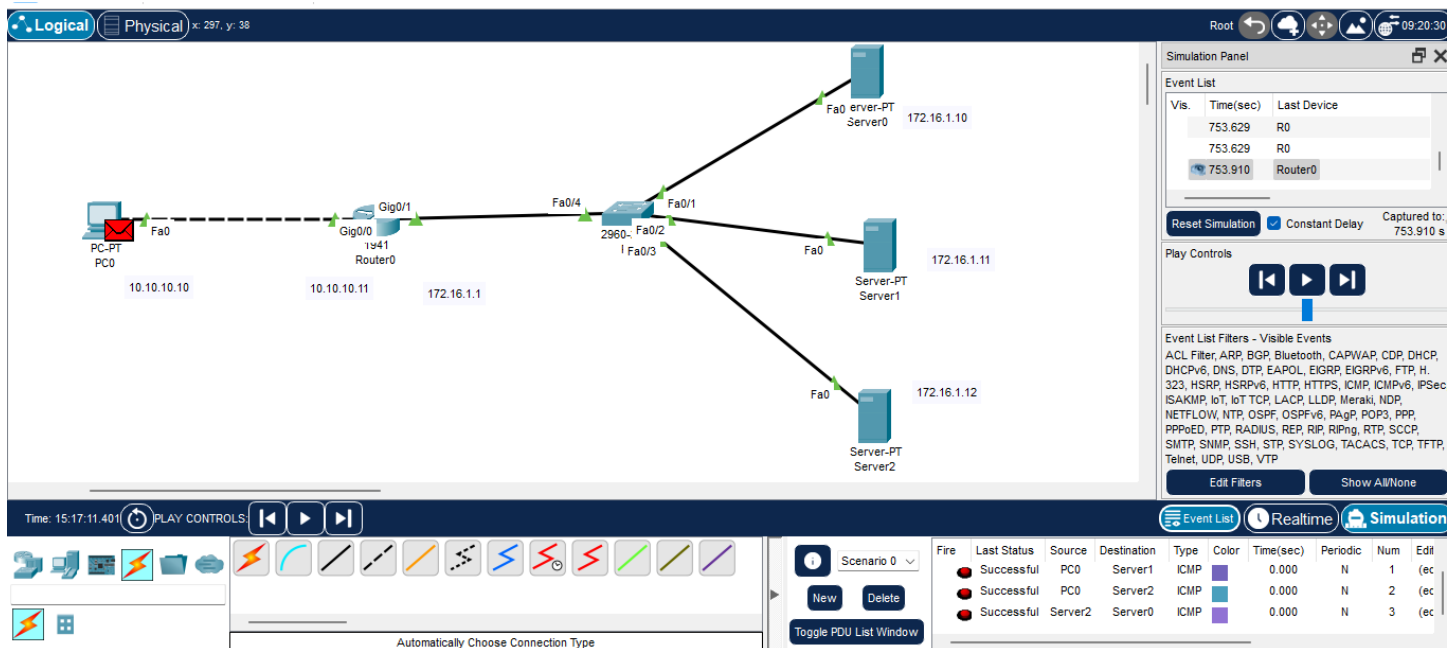 Logical Physical x: 297, y: 38 Root 09:20:30
Simulation Panel
Event List
Vis. Time(sec) Last Device
753.629 R0
753.629 R0
753.910 Router0
Reset Simulation Constant Delay Captured to:
753.910 s
Play Controls
Event List Filters - Visible Events
ACL Filter, ARP, BGP, Bluetooth, CAPWAP, CDP, DHCP,
DHCPv6, DNS, DTP, EAPOL, EIGRP, EIGRPv6, FTP, H.
323, HSRP, HSRPv6, HTTP, HTTPS, ICMP, ICMPv6, IPSec
ISAKMP, IoT, IoT TCP, LACP, LLDP, Meraki, NDP,
NETFLOW, NTP, OSPF, OSPFv6, PAgP, POP3, PPP,
PPPoED, PTP, RADIUS, REP, RIP, RIPng, RTP, SCCP,
SMTP, SNMP, SSH, STP, SYSLOG, TACACS, TCP, TFTP,
Telnet, UDP, USB, VTP
Edit Filters Show All/None
Fa0 erver-PT
Server0
172.16.1.10
Fa0
PC-PT
PC0
10.10.10.10
Gig0/1
Gig0/0
1941
Router0
10.10.10.11
172.16.1.1
Fa0/4
Fa0/1
2960- Fa0/2
Fa0/3
Fa0
172.16.1.11
Server-PT
Server1
Fa0
172.16.1.12
Server-PT
Server2
Time: 15:17:11.401 PLAY CONTROLS: Event List Realtime Simulation
Automatically Choose Connection Type
Scenario 0
New Delete
Toggle PDU List Window
Fire Last Status Source Destination Type Color Time(sec) Periodic Num Edit
Successful PC0 Server1 ICMP 0.000 N 1 (ec
Successful PC0 Server2 ICMP 0.000 N 2 (ec
Successful Server2 Server0 ICMP 0.000 N 3 (ec